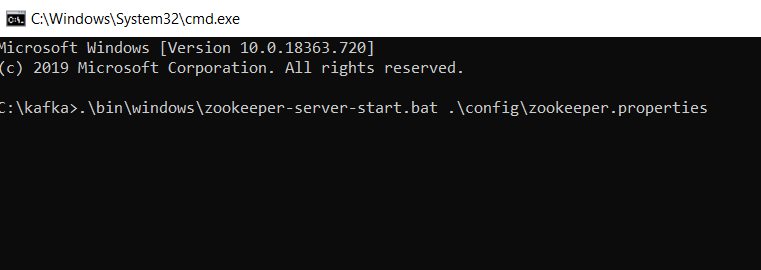 C:\Windows\System32\cmd.exe
Microsoft Windows [Version 10.0.18363.720]
(c) 2019 Microsoft Corporation. All rights reserved.
C:\kafka>.\bin\windows\zookeeper-server-start.bat .\config\zookeeper.properties